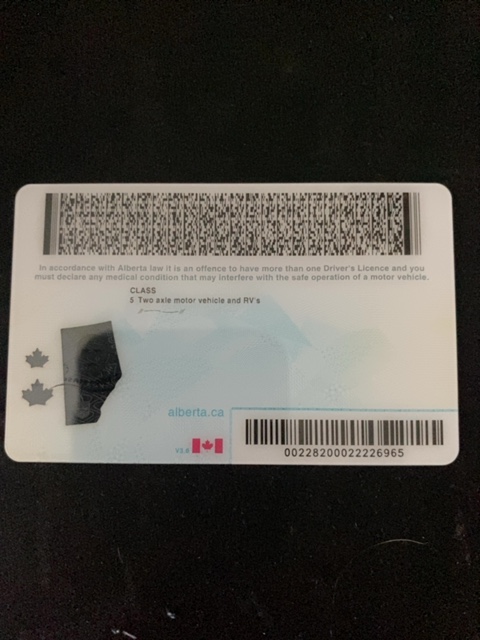 In accordance with Alberta law it is an offence to have more than one Driver's Licence and you
must declare any medical condition that may interfere with the safe operation of a motor vehicle.
CLASS
5 Two axle motor vehicle and RV's
alberta.ca
V2.0
00228200022226965